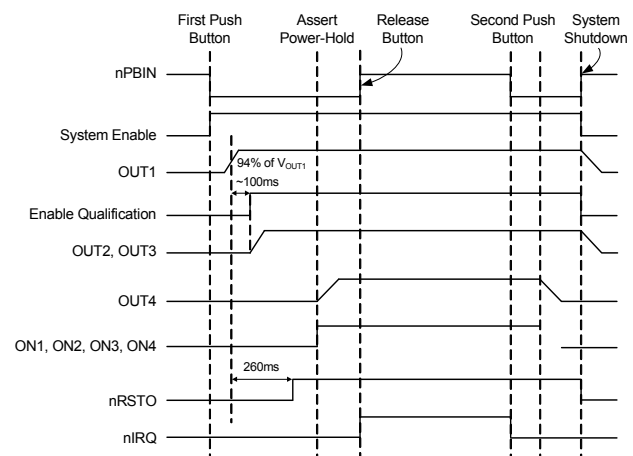 First Push
Button
Assert
Power-Hold
Release
Button
Second Push
Button
System
Shutdown
nPBIN
System Enable
OUT1
94% of VOUT1
~100ms
Enable Qualification
OUT2, OUT3
OUT4
ON1, ON2, ON3, ON4
260ms
nRSTO
nIRQ